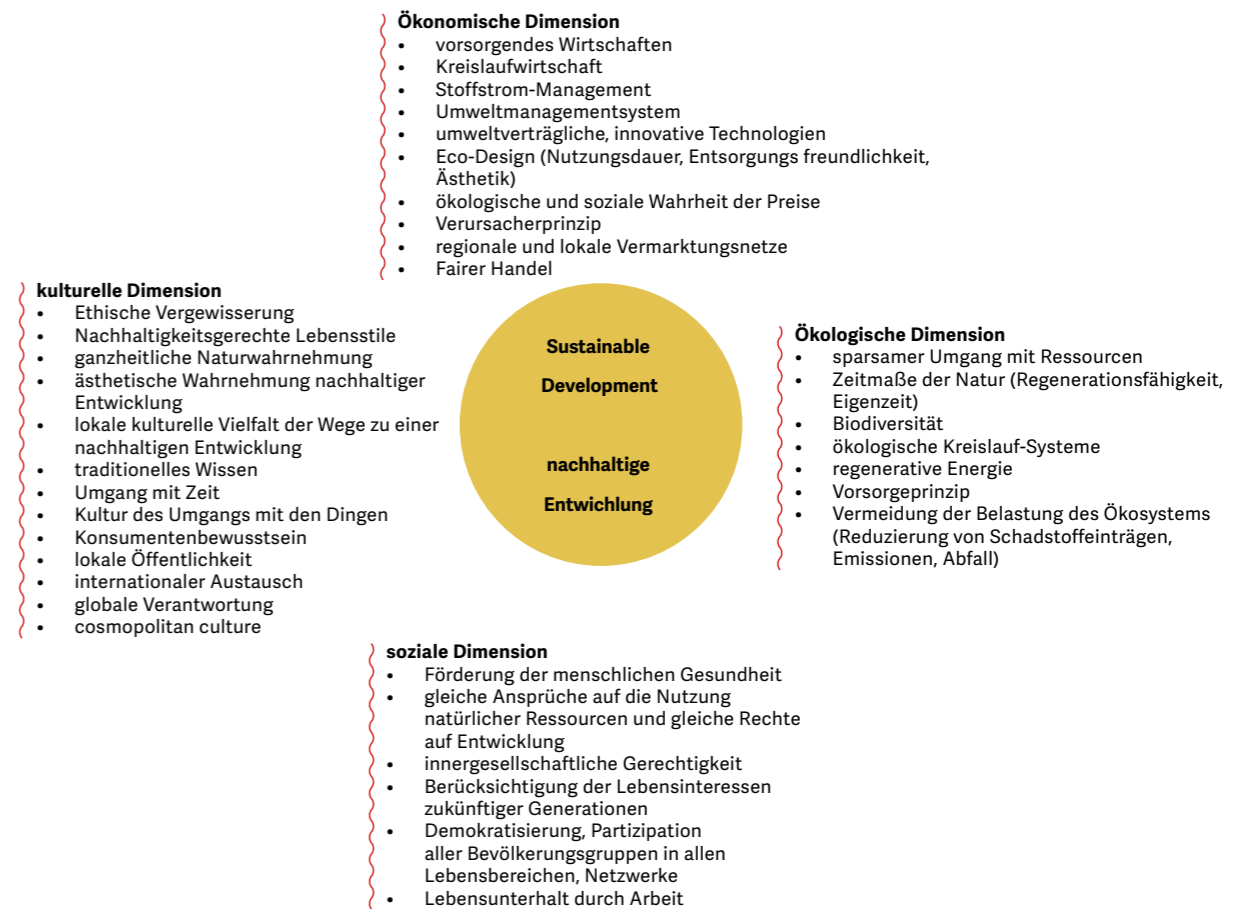 Ökonomische Dimension
• vorsorgendes Wirtschaften
• Kreislaufwirtschaft
• Stoffstrom-Management
• Umweltmanagementsystem
• umweltverträgliche, innovative Technologien
• Eco-Design (Nutzungsdauer, Entsorgungs freundlichkeit,
Ästhetik)
• ökologische und soziale Wahrheit der Preise
• Verursacherprinzip
• regionale und lokale Vermarktungsnetze
• Fairer Handel
kulturelle Dimension
• Ethische Vergewisserung
• Nachhaltigkeitsgerechte Lebensstile
• ganzheitliche Naturwahrnehmung
• ästhetische Wahrnehmung nachhaltiger
Entwicklung
• lokale kulturelle Vielfalt der Wege zu einer
nachhaltigen Entwicklung
• traditionelles Wissen
• Umgang mit Zeit
• Kultur des Umgangs mit den Dingen
• Konsumentenbewusstsein
• lokale Öffentlichkeit
• internationaler Austausch
• globale Verantwortung
• cosmopolitan culture
Sustainable
Development
nachhaltige
Entwichlung
Ökologische Dimension
• sparsamer Umgang mit Ressourcen
• Zeitmaße der Natur (Regenerationsfähigkeit,
Eigenzeit)
• Biodiversität
• ökologische Kreislauf-Systeme
• regenerative Energie
• Vorsorgeprinzip
• Vermeidung der Belastung des Ökosystems
(Reduzierung von Schadstoffeinträgen,
Emissionen, Abfall)
soziale Dimension
• Förderung der menschlichen Gesundheit
• gleiche Ansprüche auf die Nutzung
natürlicher Ressourcen und gleiche Rechte
auf Entwicklung
• innergesellschaftliche Gerechtigkeit
• Berücksichtigung der Lebensinteressen
zukünftiger Generationen
• Demokratisierung, Partizipation
aller Bevölkerungsgruppen in allen
Lebensbereichen, Netzwerke
• Lebensunterhalt durch Arbeit